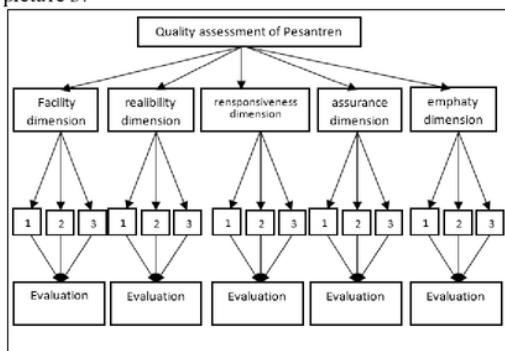 picture 3.
Quality assessment of Pesantren
Facility dimension
realibility dimension
rensponsiveness dimension
assurance dimension
emphaty dimension
1 2 3 1 2 3 1 2 3 1 2 3 1 2 3
Evaluation Evaluation Evaluation Evaluation Evaluation